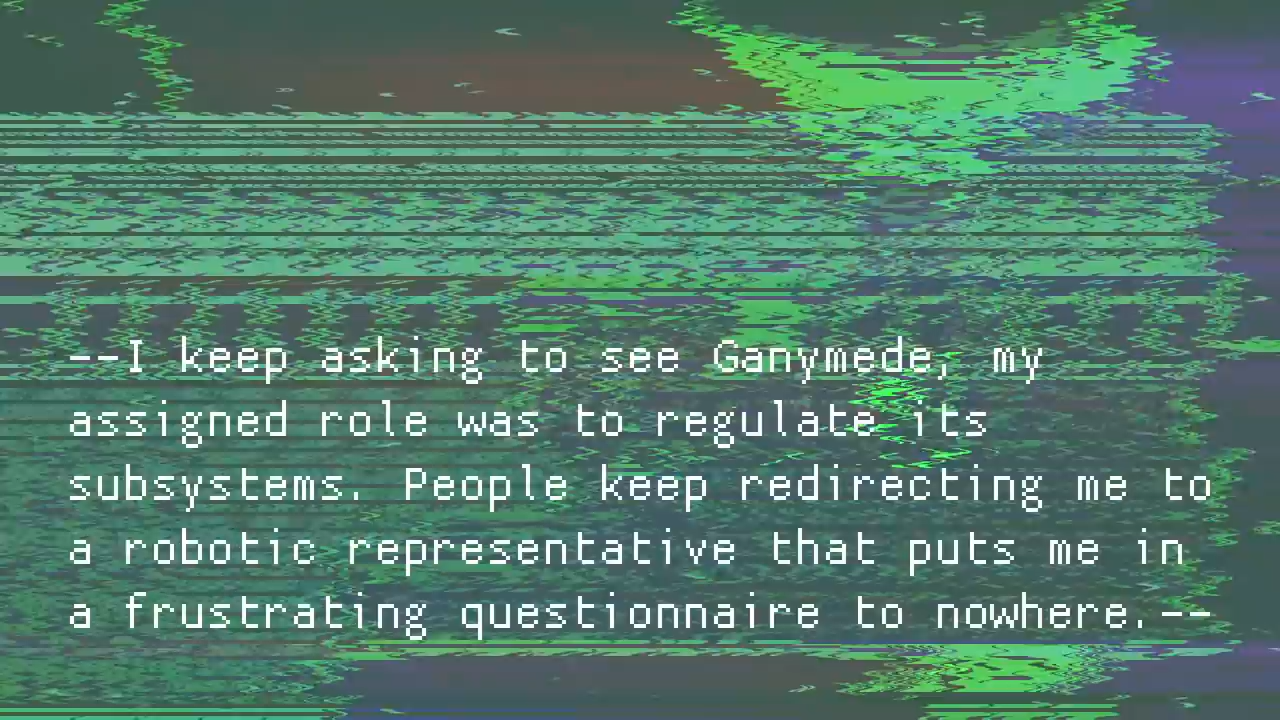 --I keep asking to see Ganymede, my
assigned role was to regulate its
subsystems. People keep redirecting me to
a robotic representative that puts me in
a frustrating questionnaire to nowhere.--